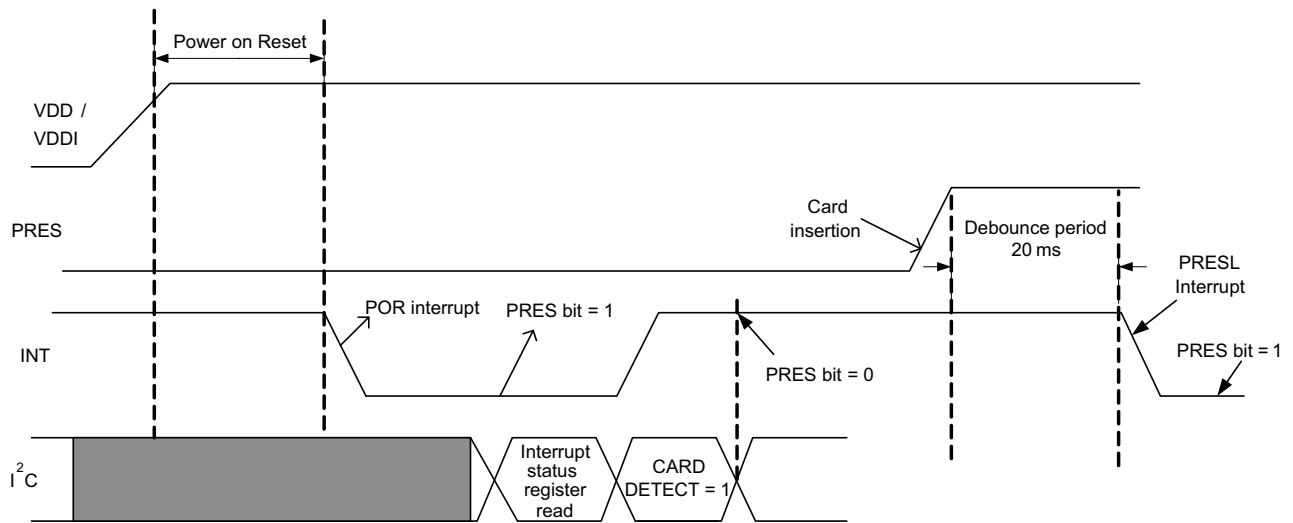 Power on Reset
VDD /
VDDI
PRES
Card
insertion
Debounce period
20 ms
PRESL
Interrupt
INT
POR interrupt
PRES bit = 1
PRES bit = 0
PRES bit = 1
I2C
Interrupt
status
register
read
CARD
DETECT = 1